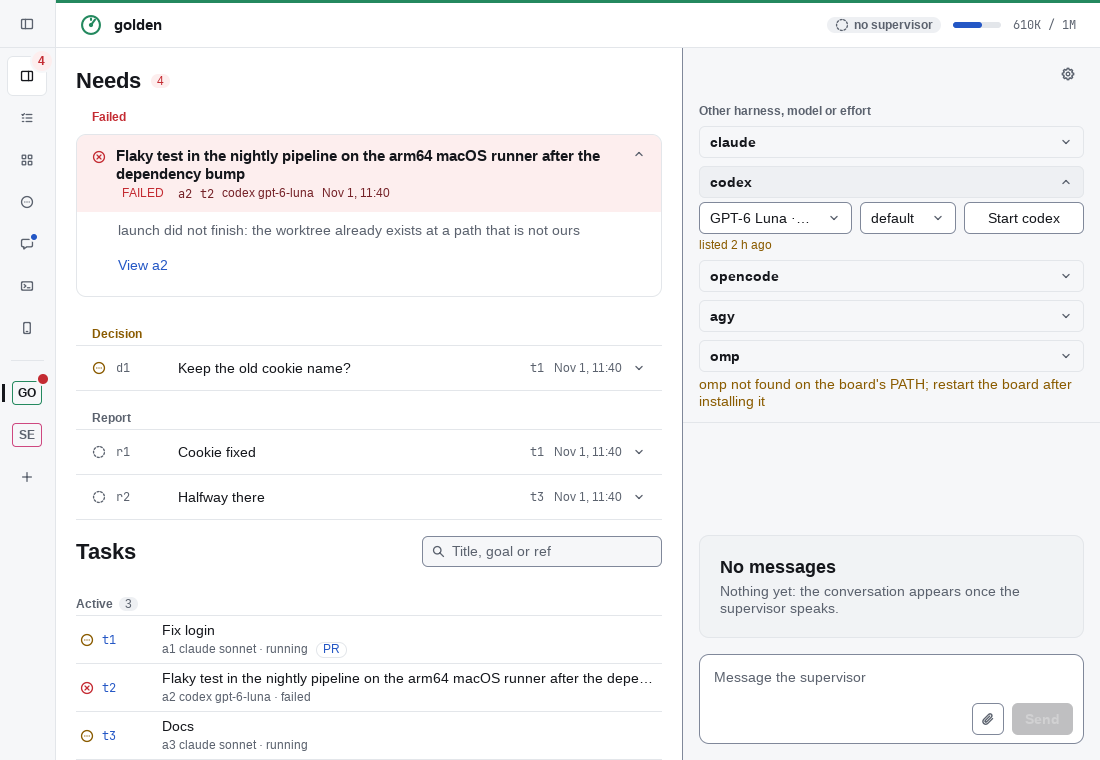 golden
no supervisor
610K / 1M
4
Needs 4
Failed
Flaky test in the nightly pipeline on the arm64 macOS runner after the
dependency bump
FAILED a2 t2 codex gpt-6-luna Nov 1, 11:40
launch did not finish: the worktree already exists at a path that is not ours
View a2
Decision
d1 Keep the old cookie name? t1 Nov 1, 11:40
Report
r1 Cookie fixed t1 Nov 1, 11:40
r2 Halfway there t3 Nov 1, 11:40
GO
SE
Tasks
Title, goal or ref
Active 3
t1 Fix login
a1 claude sonnet · running PR
t2 Flaky test in the nightly pipeline on the arm64 macOS runner after the depe…
a2 codex gpt-6-luna · failed
t3 Docs
a3 claude sonnet · running
Other harness, model or effort
claude
codex
GPT-6 Luna ·… default Start codex
listed 2 h ago
opencode
agy
omp
omp not found on the board's PATH; restart the board after
installing it
No messages
Nothing yet: the conversation appears once the
supervisor speaks.
Message the supervisor
Send